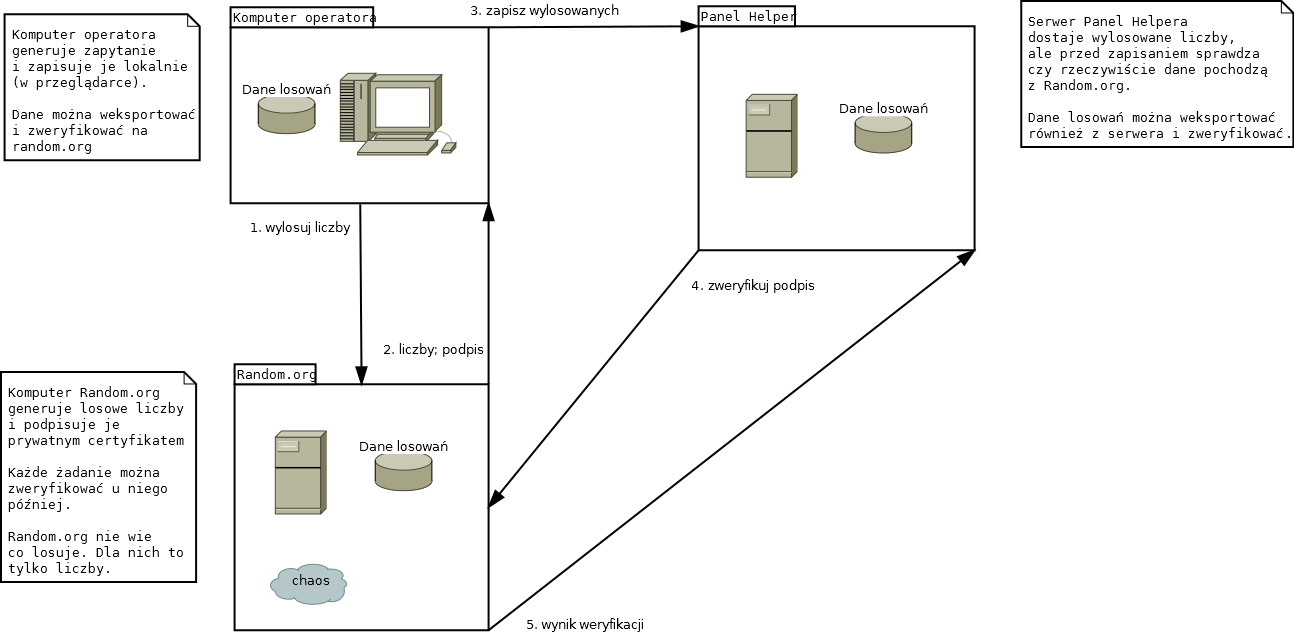 Komputer operatora
generuje zapytanie
i zapisuje je lokalnie
(w przeglądarce).
Dane można weksportować
i zweryfikować na
random.org
Komputer operatora
Dane losowań
3. zapisz wylosowanych
Panel Helper
Dane losowań
Serwer Panel Helpera
dostaje wylosowane liczby,
ale przed zapisaniem sprawdza
czy rzeczywiście dane pochodzą
z Random.org.
Dane losowań można weksportować
również z serwera i zweryfikować.
1. wylosuj liczby
2. liczby; podpis
4. zweryfikuj podpis
Komputer Random.org
generuje losowe liczby
i podpisuje je
prywatnym certyfikatem
Każde żadanie można
zweryfikować u niego
później.
Random.org nie wie
co losuje. Dla nich to
tylko liczby.
Random.org
Dane losowań
chaos
5. wynik weryfikacji